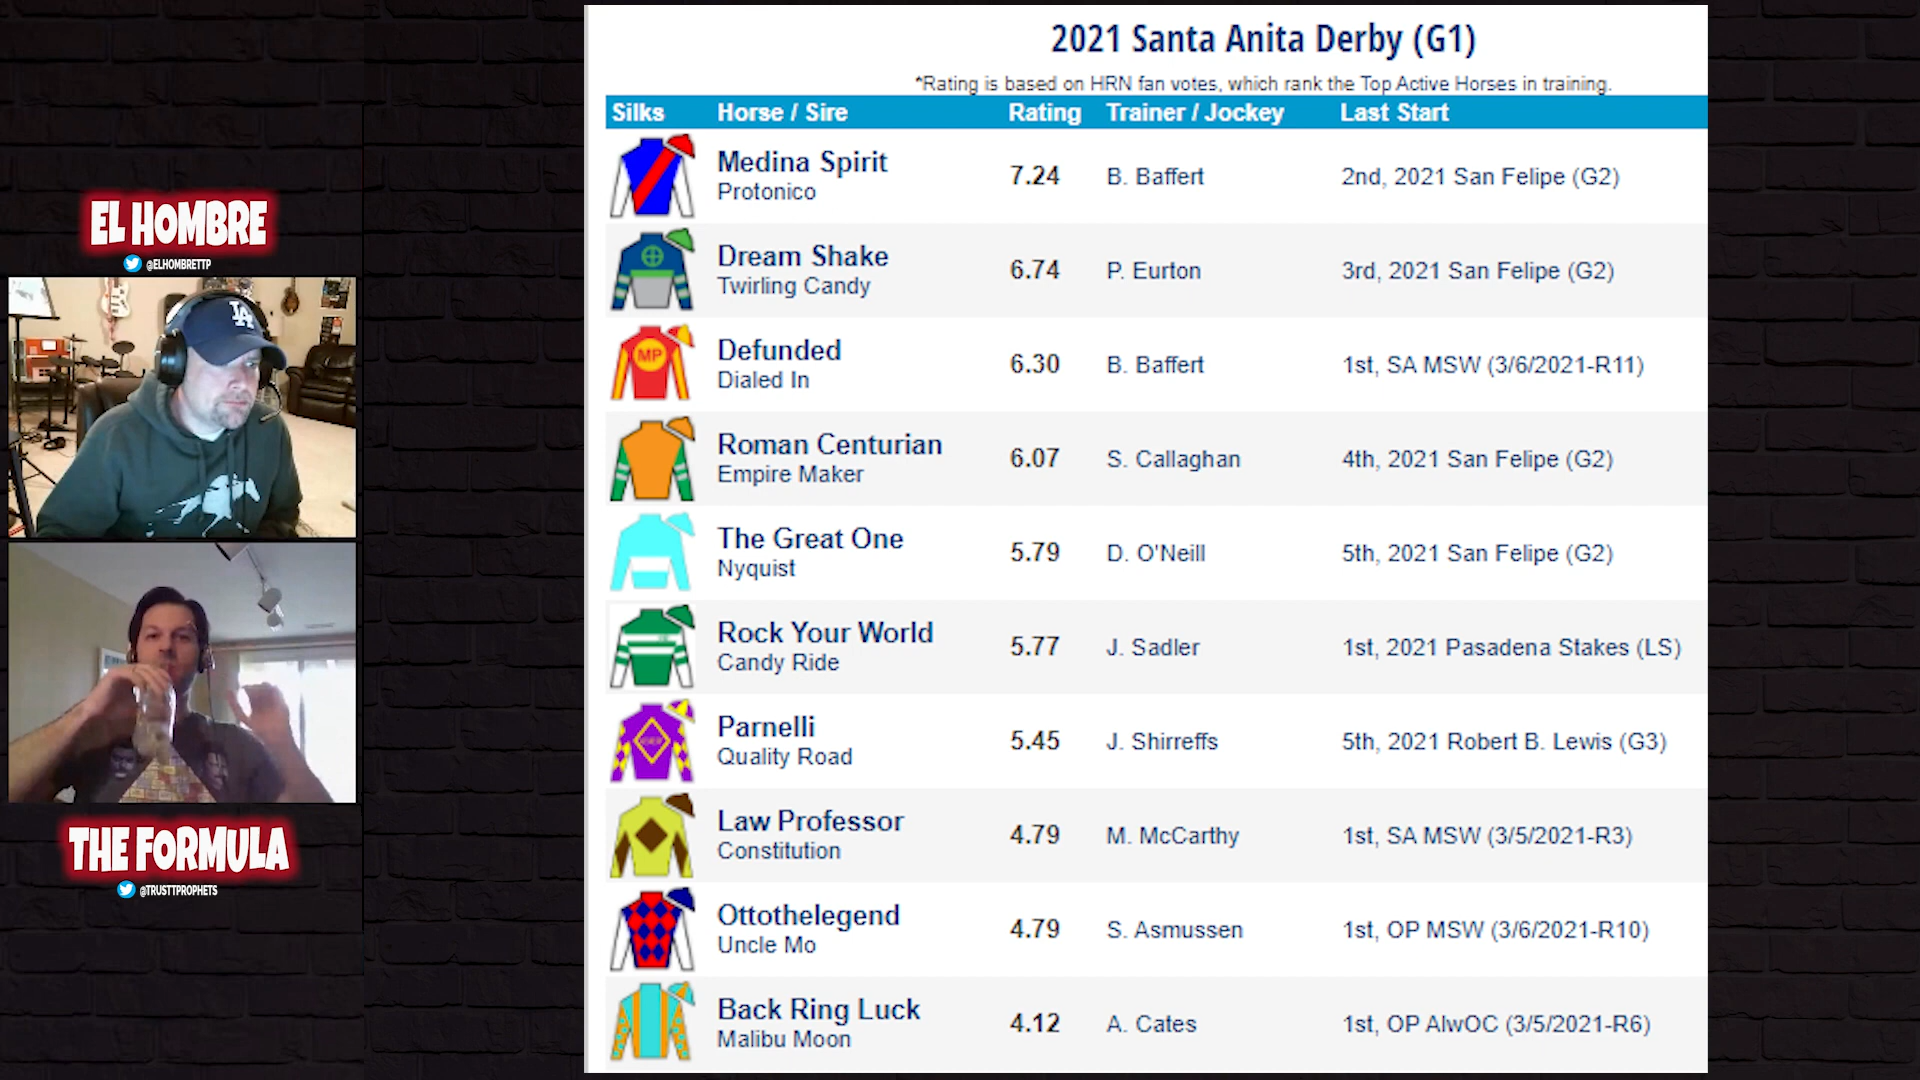 EL HOMBRE
@ELHOMBRETTP
LA
THE FORMULA
@TRUSTTPROPHETS
2021 Santa Anita Derby (G1)
*Rating is based on HRN fan votes, which rank the Top Active Horses in training.
Silks Horse / Sire Rating Trainer / Jockey Last Start
Medina Spirit
Protonico
7.24 B. Baffert 2nd, 2021 San Felipe (G2)
Dream Shake
Twirling Candy
6.74 P. Eurton 3rd, 2021 San Felipe (G2)
MP
Defunded
Dialed In
6.30 B. Baffert 1st, SA MSW (3/6/2021-R11)
Roman Centurian
Empire Maker
6.07 S. Callaghan 4th, 2021 San Felipe (G2)
The Great One
Nyquist
5.79 D. O'Neill 5th, 2021 San Felipe (G2)
Rock Your World
Candy Ride
5.77 J. Sadler 1st, 2021 Pasadena Stakes (LS)
Parnelli
Quality Road
5.45 J. Shirreffs 5th, 2021 Robert B. Lewis (G3)
Law Professor
Constitution
4.79 M. McCarthy 1st, SA MSW (3/5/2021-R3)
Ottothelegend
Uncle Mo
4.79 S. Asmussen 1st, OP MSW (3/6/2021-R10)
Back Ring Luck
Malibu Moon
4.12 A. Cates 1st, OP AlwOC (3/5/2021-R6)